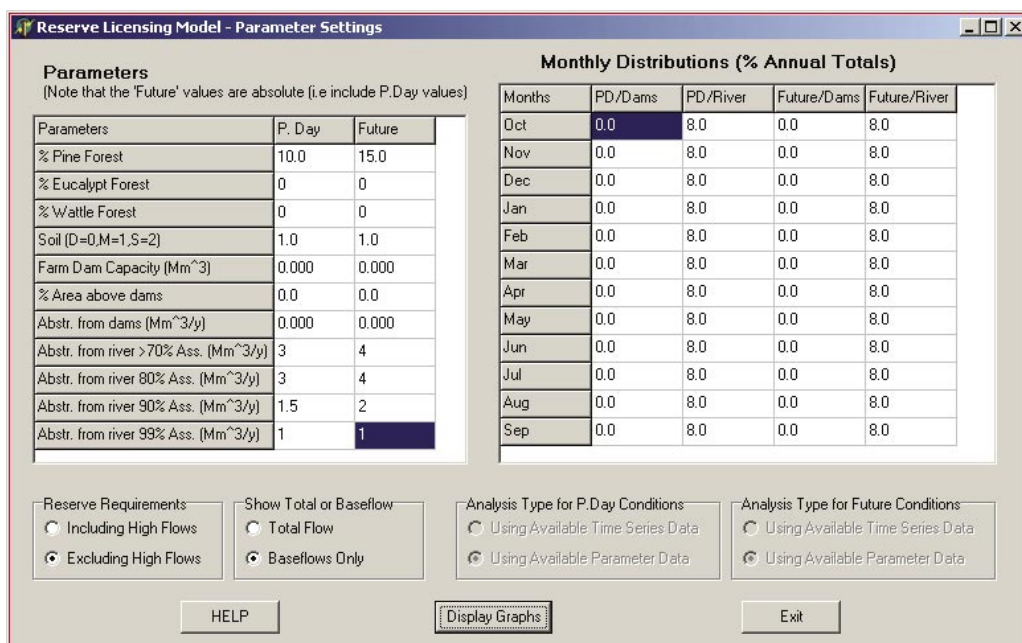 Reserve Licensing Model - Parameter Settings
Parameters
(Note that the 'Future' values are absolute (i.e include P.Day values)
Parameters P. Day Future
% Pine Forest 10.0 15.0
% Eucalypt Forest 0 0
% Wattle Forest 0 0
Soil (D=0,M=1,S=2) 1.0 1.0
Farm Dam Capacity (Mm^3) 0.000 0.000
% Area above dams 0.0 0.0
Abstr. from dams (Mm^3/y) 0.000 0.000
Abstr. from river >70% Ass. (Mm^3/y) 3 4
Abstr. from river 80% Ass. (Mm^3/y) 3 4
Abstr. from river 90% Ass. (Mm^3/y) 1.5 2
Abstr. from river 99% Ass. (Mm^3/y) 1 1
Monthly Distributions (% Annual Totals)
Months PD/Dams PD/River Future/Dams Future/River
Oct 0.0 8.0 0.0 8.0
Nov 0.0 8.0 0.0 8.0
Dec 0.0 8.0 0.0 8.0
Jan 0.0 8.0 0.0 8.0
Feb 0.0 8.0 0.0 8.0
Mar 0.0 8.0 0.0 8.0
Apr 0.0 8.0 0.0 8.0
May 0.0 8.0 0.0 8.0
Jun 0.0 8.0 0.0 8.0
Jul 0.0 8.0 0.0 8.0
Aug 0.0 8.0 0.0 8.0
Sep 0.0 8.0 0.0 8.0
Reserve Requirements
Including High Flows
Excluding High Flows
Show Total or Baseflow
Total Flow
Baseflows Only
Analysis Type for P.Day Conditions
Using Available Time Series Data
Using Available Parameter Data
Analysis Type for Future Conditions
Using Available Time Series Data
Using Available Parameter Data
HELP
Display Graphs
Exit